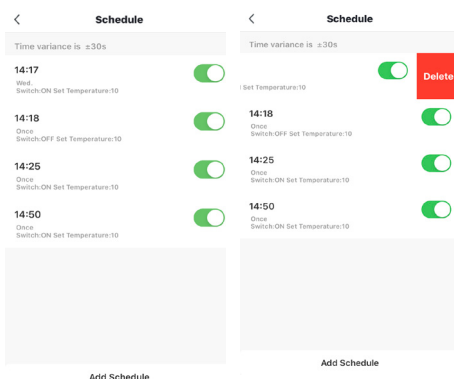 Schedule
Time variance is ±30s
14:17
Wed.
Switch:ON Set Temperature:10
14:18
Once
Switch:OFF Set Temperature:10
14:25
Once
Switch:ON Set Temperature:10
14:50
Once
Switch:ON Set Temperature:10
Add Schedule
Schedule
Time variance is ±30s
Delete
Set Temperature:10
14:18
Once
Switch:OFF Set Temperature:10
14:25
Once
Switch:ON Set Temperature:10
14:50
Once
Switch:ON Set Temperature:10
Add Schedule